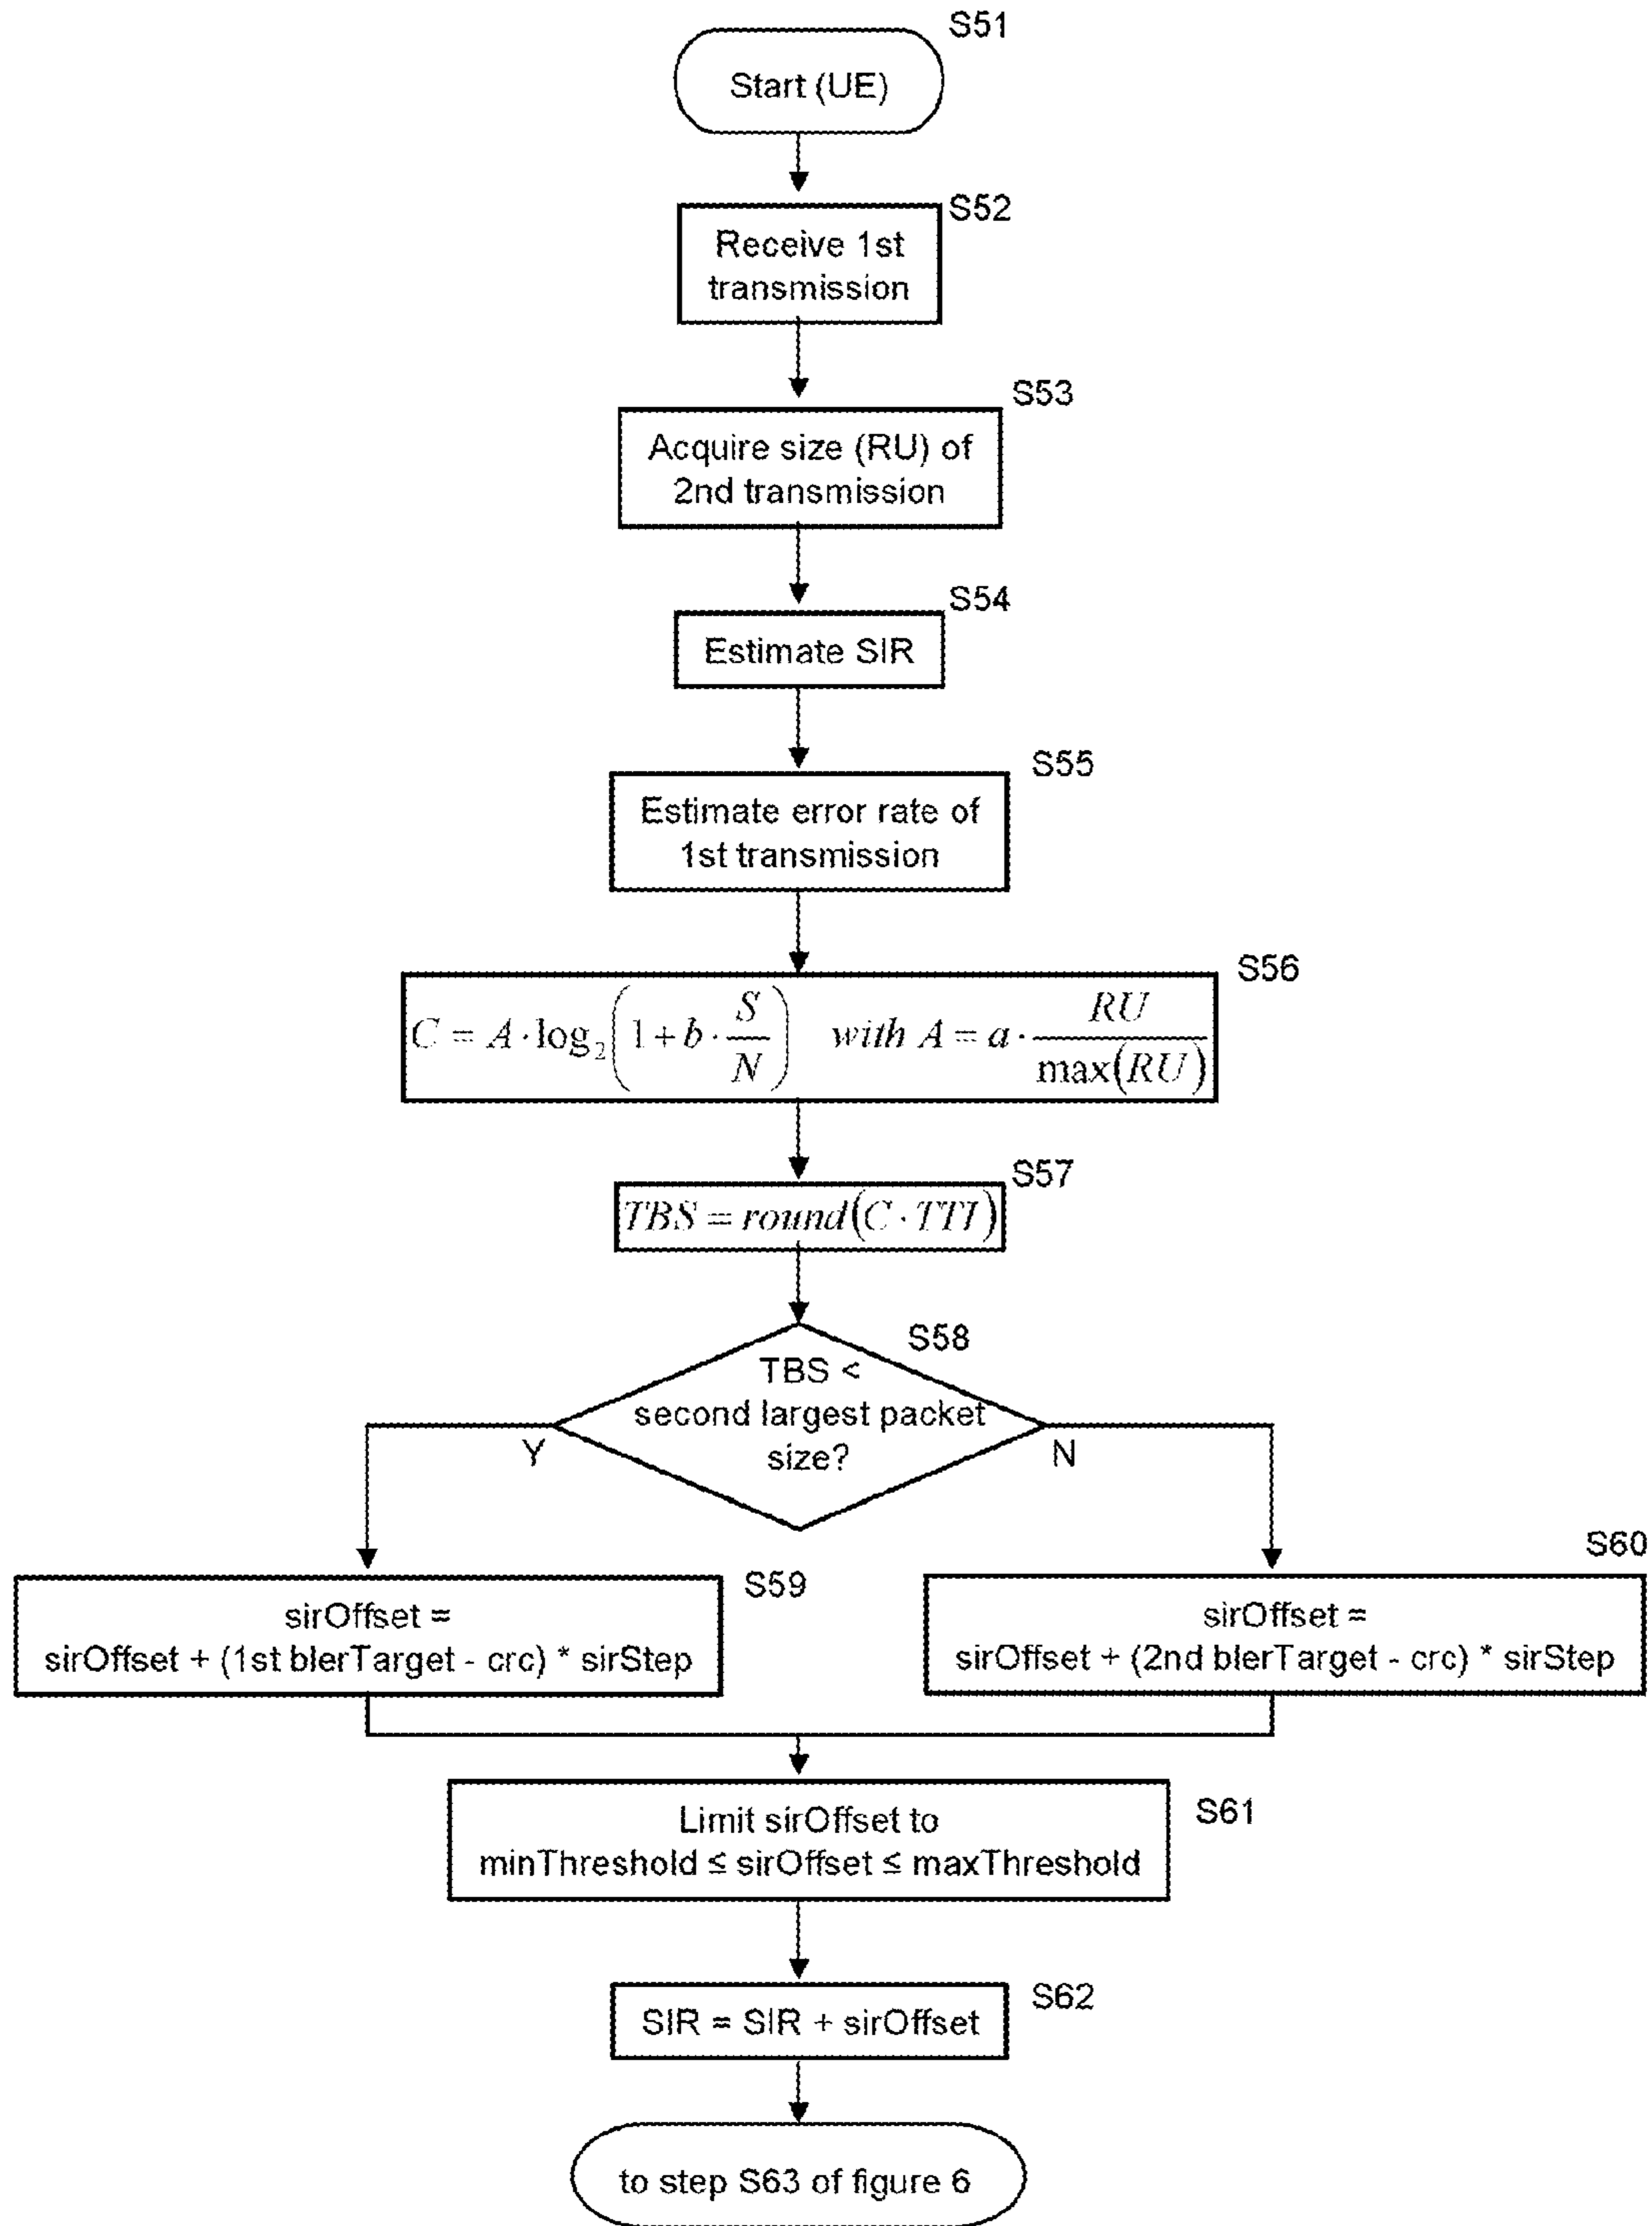 S51
Start (UE)
S52
Receive 1st
transmission
S53
Acquire size (RU) of
2nd transmission
S54
Estimate SIR
S55
Estimate error rate of
1st transmission
S56
C = A · log₂(1 + b · S/N) with A = a · RU/max(RU)
S57
TBS = round(C · TTI)
S58
TBS <
second largest packet
size?
Y
N
S59
sirOffset =
sirOffset + (1st blerTarget - crc) * sirStep
S60
sirOffset =
sirOffset + (2nd blerTarget - crc) * sirStep
S61
Limit sirOffset to
minThreshold ≤ sirOffset ≤ maxThreshold
S62
SIR = SIR + sirOffset
to step S63 of figure 6